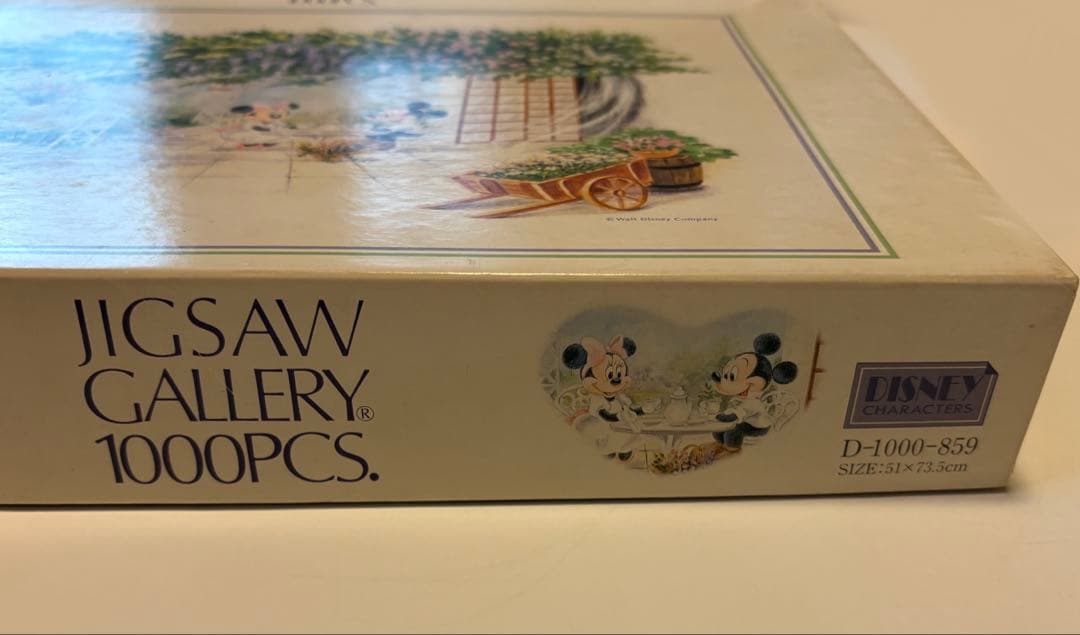 © Walt Disney Company
JIGSAW
GALLERY®
1000PCS.
DISNEY
CHARACTERS
D-1000-859
SIZE:51×73.5cm